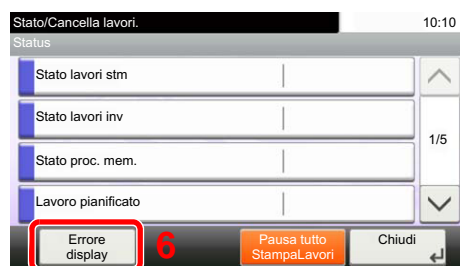 Stato/Cancella lavori. 10:10
Status
Stato lavori stm
Stato lavori inv
1/5
Stato proc. mem.
Lavoro pianificato
Errore
display
6
Pausa tutto
StampaLavori
Chiudi